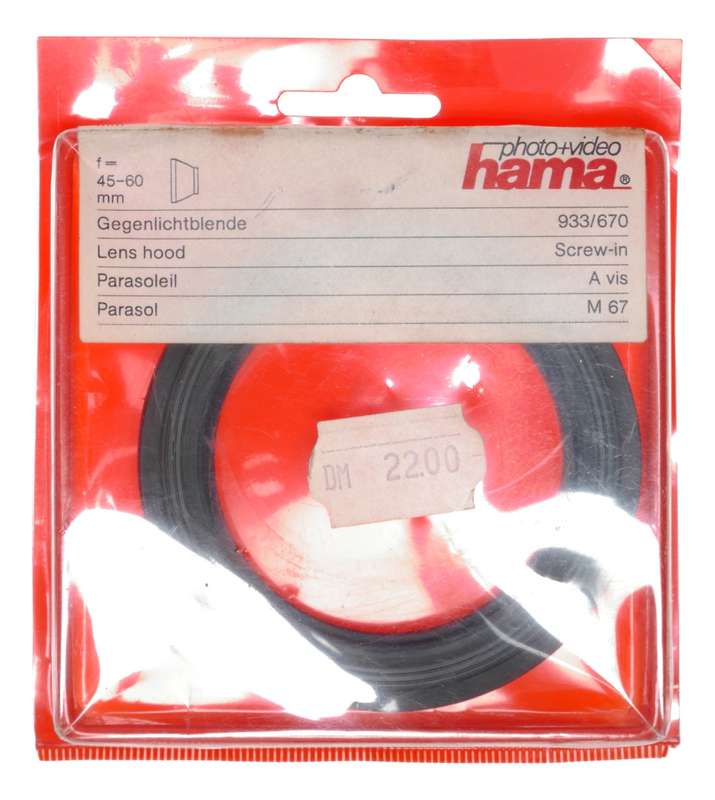 f=
45–60
mm
photo+video
hama®
Gegenlichtblende 933/670
Lens hood Screw-in
Parasoleil A vis
Parasol M 67
DM 22.00